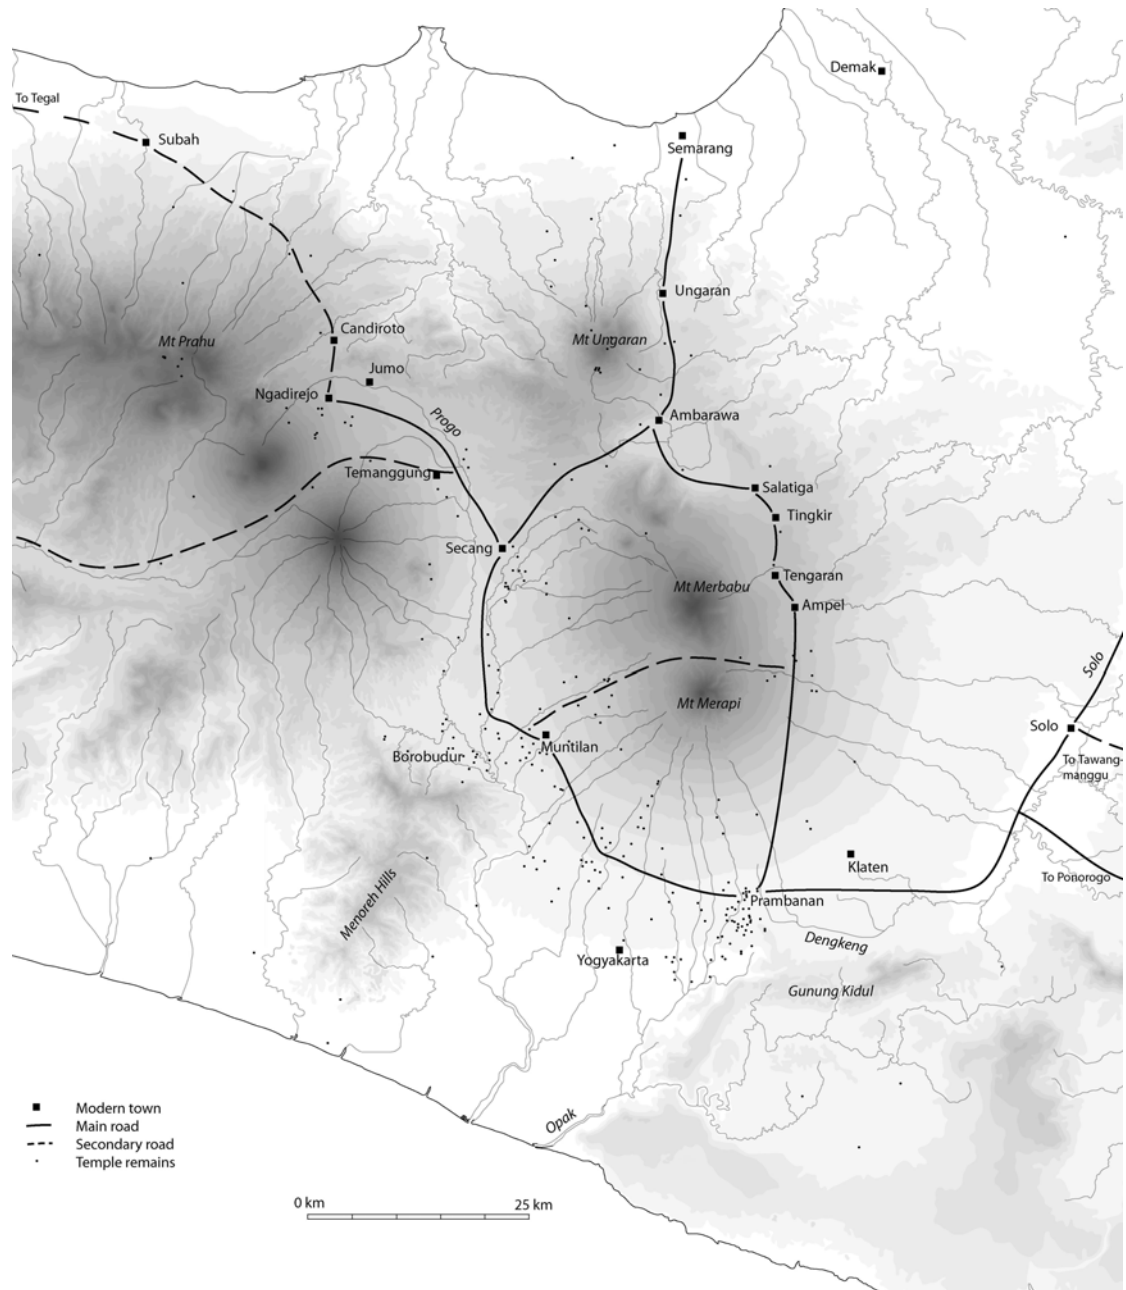 Demak
To Tegal
Subah
Semarang
Ungaran
Candiroto
Mt Prahu
Mt Ungaran
Jumo
Ngadirejo
Progo
Ambarawa
Temanggung
Salatiga
Tingkir
Secang
Tengaran
Mt Merbabu
Ampel
Solo
Mt Merapi
Solo
Muntilan
Borobudur
To Tawang-
manggu
Klaten
To Ponorogo
Menoreh Hills
Prambanan
Dengkeng
Yogyakarta
Gunung Kidul
Opak
Modern town
Main road
Secondary road
Temple remains
0 km
25 km